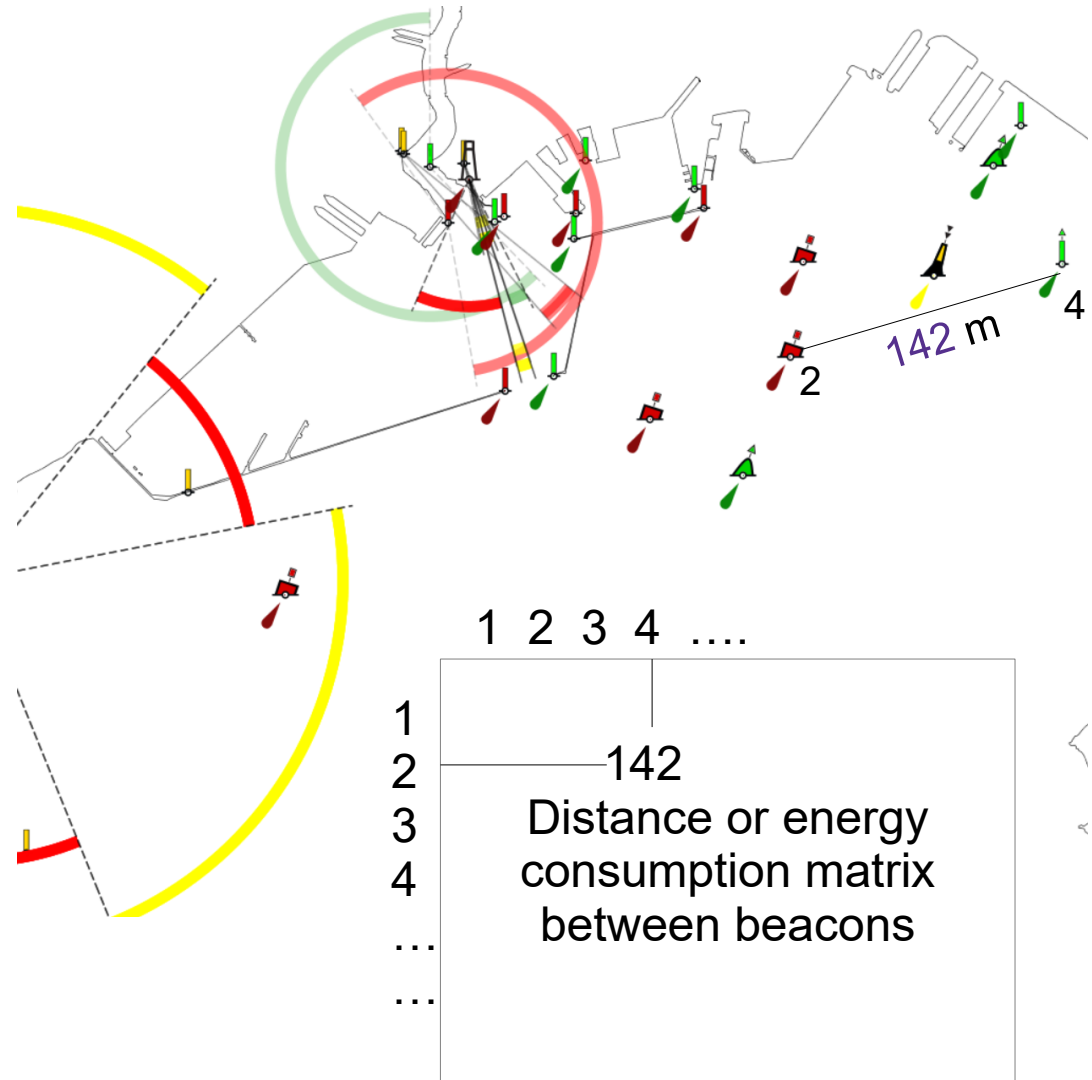 4
142 m
2
1 2 3 4 ....
1
2
142
3
Distance or energy
4
consumption matrix
between beacons
...
...